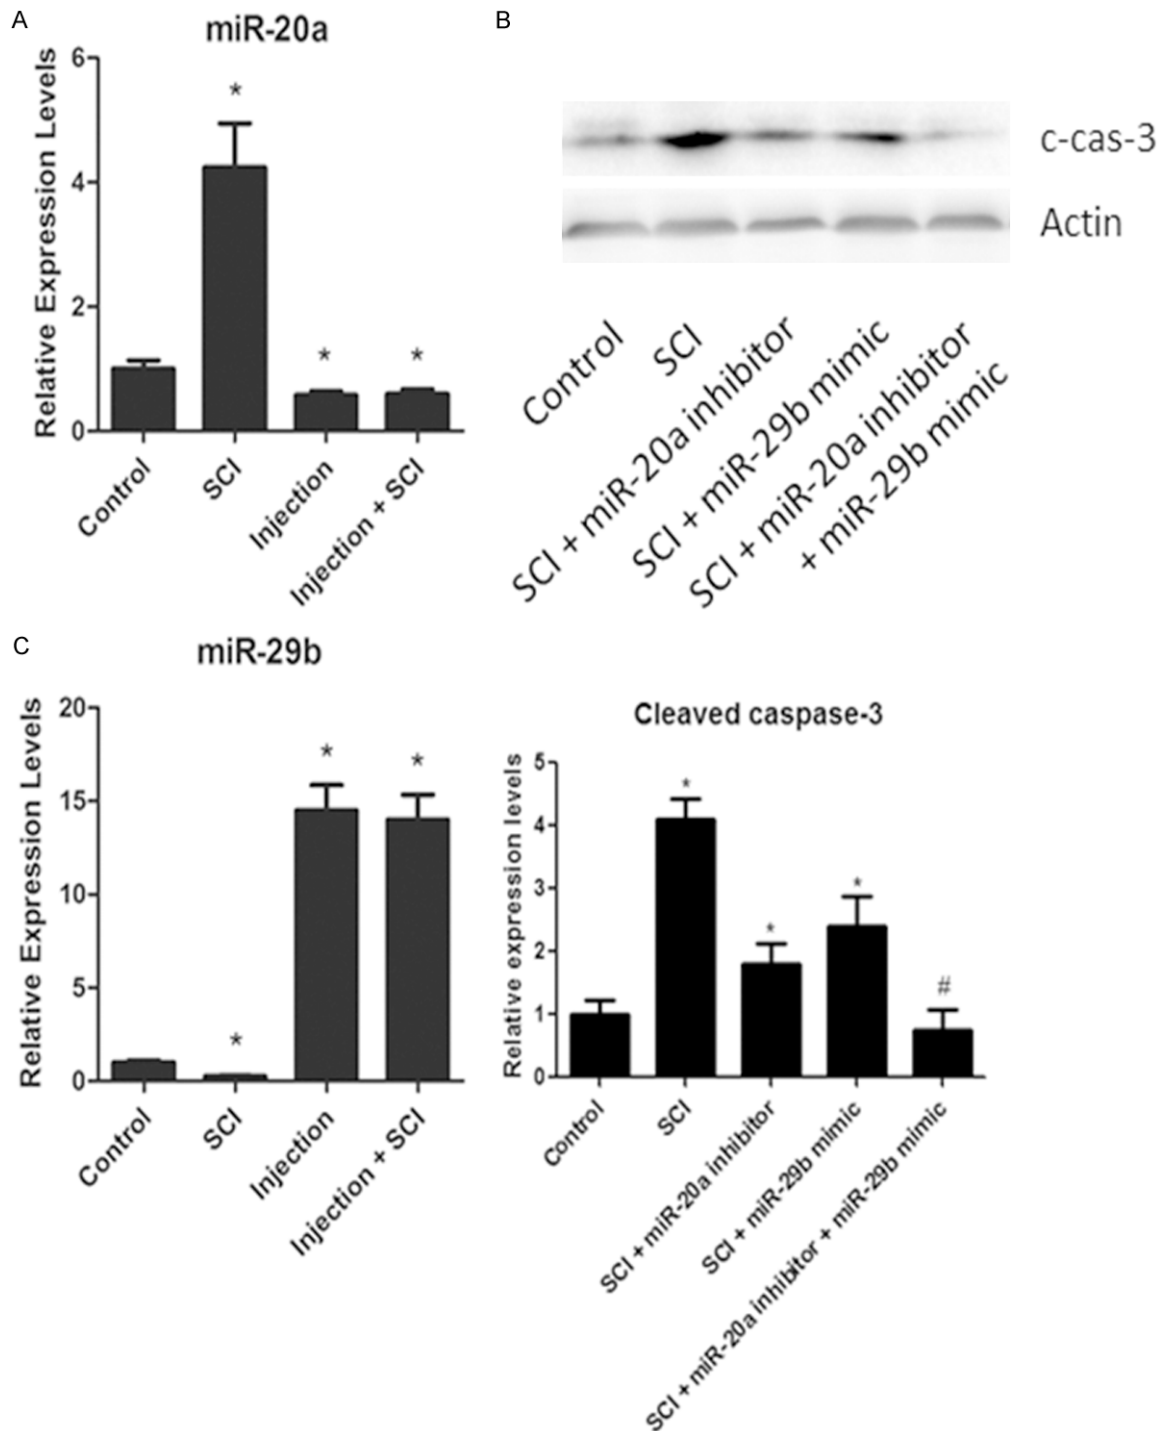 A
miR-20a
Relative Expression Levels
6
4
2
0
*
*
*
Control
SCI
Injection
Injection + SCI
B
c-cas-3
Actin
Control
SCI
SCI + miR-20a inhibitor
SCI + miR-29b mimic
SCI + miR-20a inhibitor
+ miR-29b mimic
C
miR-29b
Relative Expression Levels
20
15
10
5
0
*
*
*
Control
SCI
Injection
Injection + SCI
Cleaved caspase-3
Relative expression levels
5
4
3
2
1
0
*
*
*
#
Control
SCI
SCI + miR-20a inhibitor
SCI + miR-29b mimic
SCI + miR-20a inhibitor + miR-29b mimic